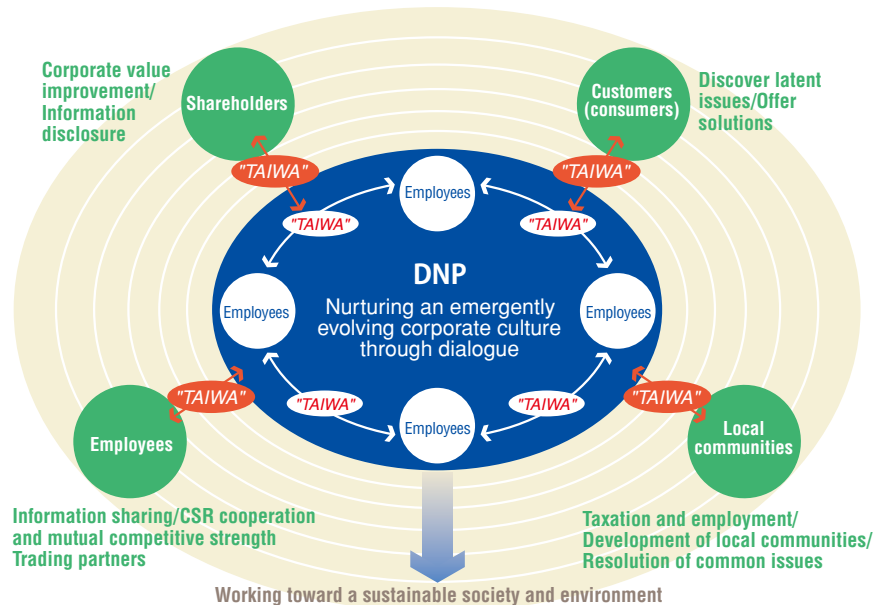 Corporate value
improvement/
Information
disclosure
Shareholders
Customers
(consumers)
Discover latent
issues/Offer
solutions
"TAIWA"
"TAIWA"
Employees
"TAIWA"
"TAIWA"
DNP
Nurturing an emergently
evolving corporate culture
through dialogue
Employees
Employees
"TAIWA"
"TAIWA"
"TAIWA"
"TAIWA"
Employees
Employees
Local
communities
Information sharing/CSR cooperation
and mutual competitive strength
Trading partners
Taxation and employment/
Development of local communities/
Resolution of common issues
Working toward a sustainable society and environment